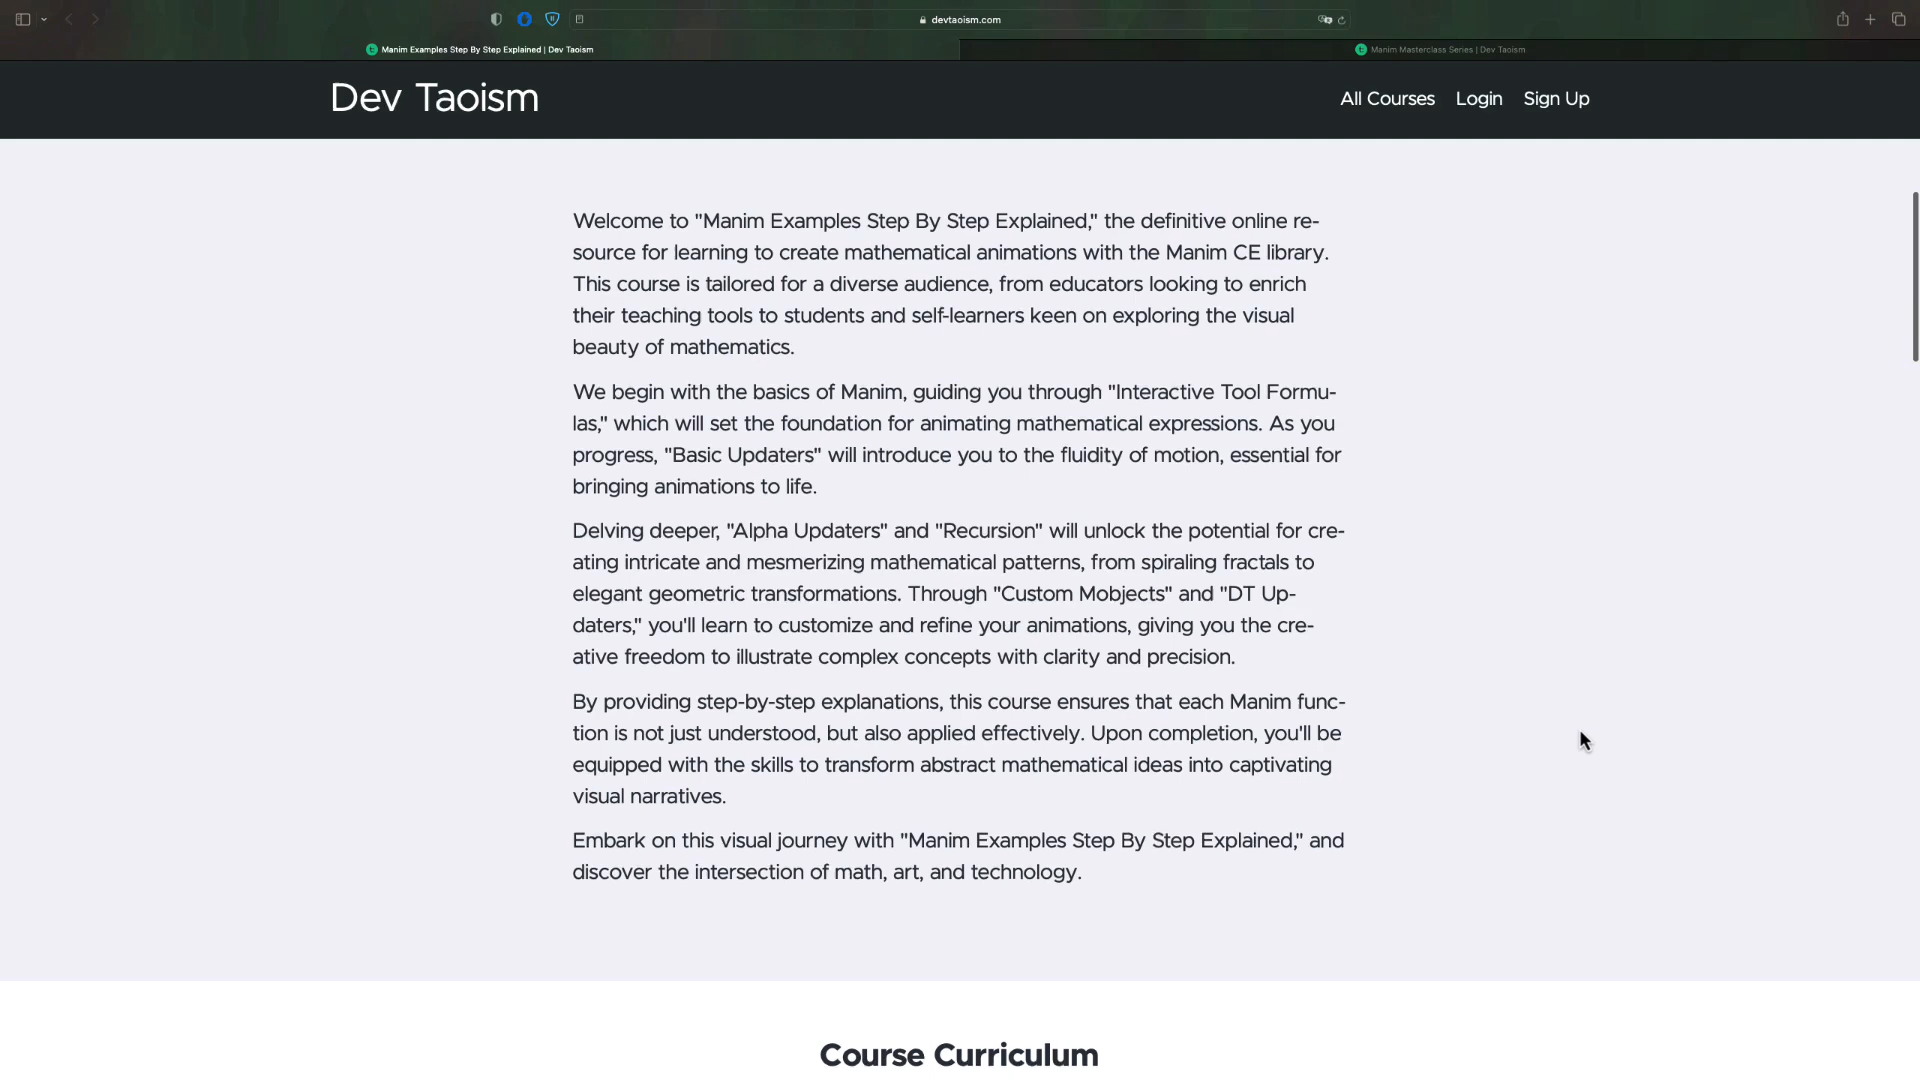 devtaoism.com
Manim Examples Step By Step Explained | Dev Taoism
Manim Masterclass Series | Dev Taoism
Dev Taoism
All Courses Login Sign Up
Welcome to "Manim Examples Step By Step Explained," the definitive online re-
source for learning to create mathematical animations with the Manim CE library.
This course is tailored for a diverse audience, from educators looking to enrich
their teaching tools to students and self-learners keen on exploring the visual
beauty of mathematics.
We begin with the basics of Manim, guiding you through "Interactive Tool Formu-
las," which will set the foundation for animating mathematical expressions. As you
progress, "Basic Updaters" will introduce you to the fluidity of motion, essential for
bringing animations to life.
Delving deeper, "Alpha Updaters" and "Recursion" will unlock the potential for cre-
ating intricate and mesmerizing mathematical patterns, from spiraling fractals to
elegant geometric transformations. Through "Custom Mobjects" and "DT Up-
daters," you'll learn to customize and refine your animations, giving you the cre-
ative freedom to illustrate complex concepts with clarity and precision.
By providing step-by-step explanations, this course ensures that each Manim func-
tion is not just understood, but also applied effectively. Upon completion, you'll be
equipped with the skills to transform abstract mathematical ideas into captivating
visual narratives.
Embark on this visual journey with "Manim Examples Step By Step Explained," and
discover the intersection of math, art, and technology.
Course Curriculum